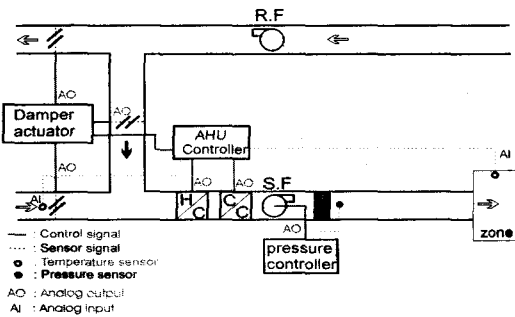 R.F
AO
Damper
actuator
AO
AHU
Controller
AO
AI
AO
AO
AI
H
C
C
C
S.F
AO
zone
pressure
controller
: Control signal
: Sensor signal
: Temperature sensor
: Pressure sensor
AO : Analog output
AI : Analog input